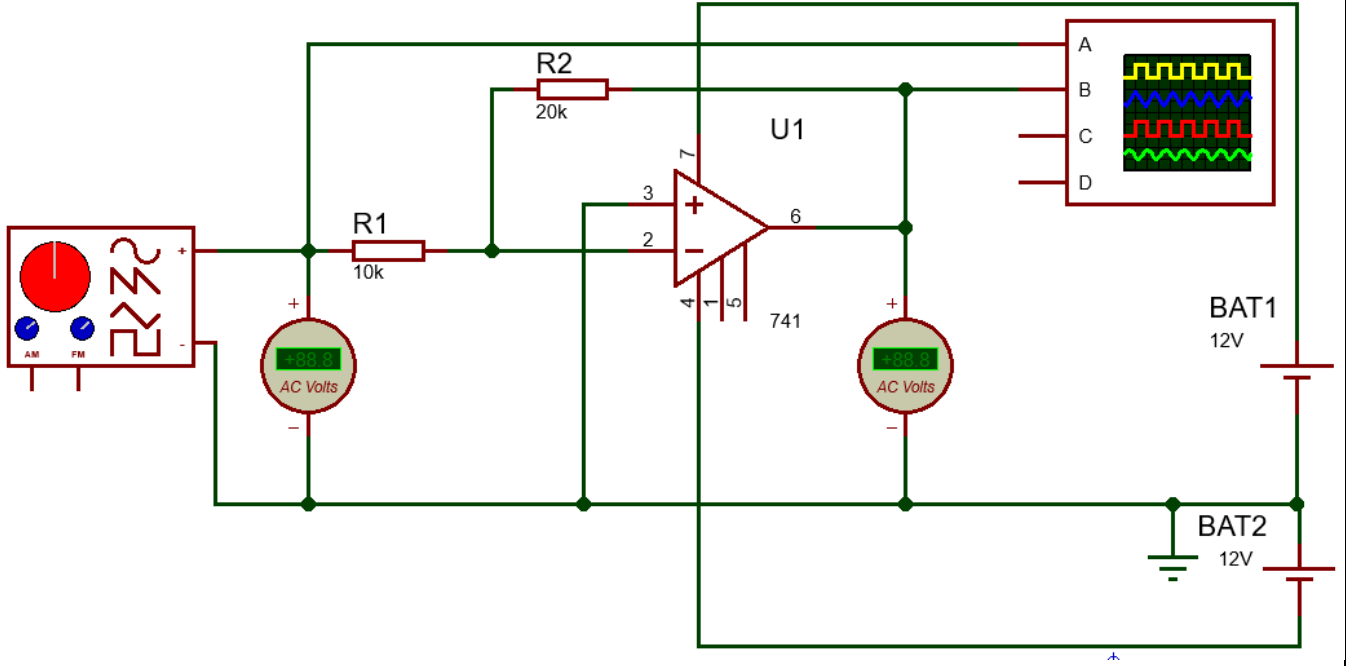 A
R2
B
20k
U1
C
7
D
3
+
R1
6
2
+
10k
4
1
5
+
+
BAT1
741
12V
-
+88.8
+88.8
AM
FM
AC Volts
AC Volts
−
−
BAT2
12V